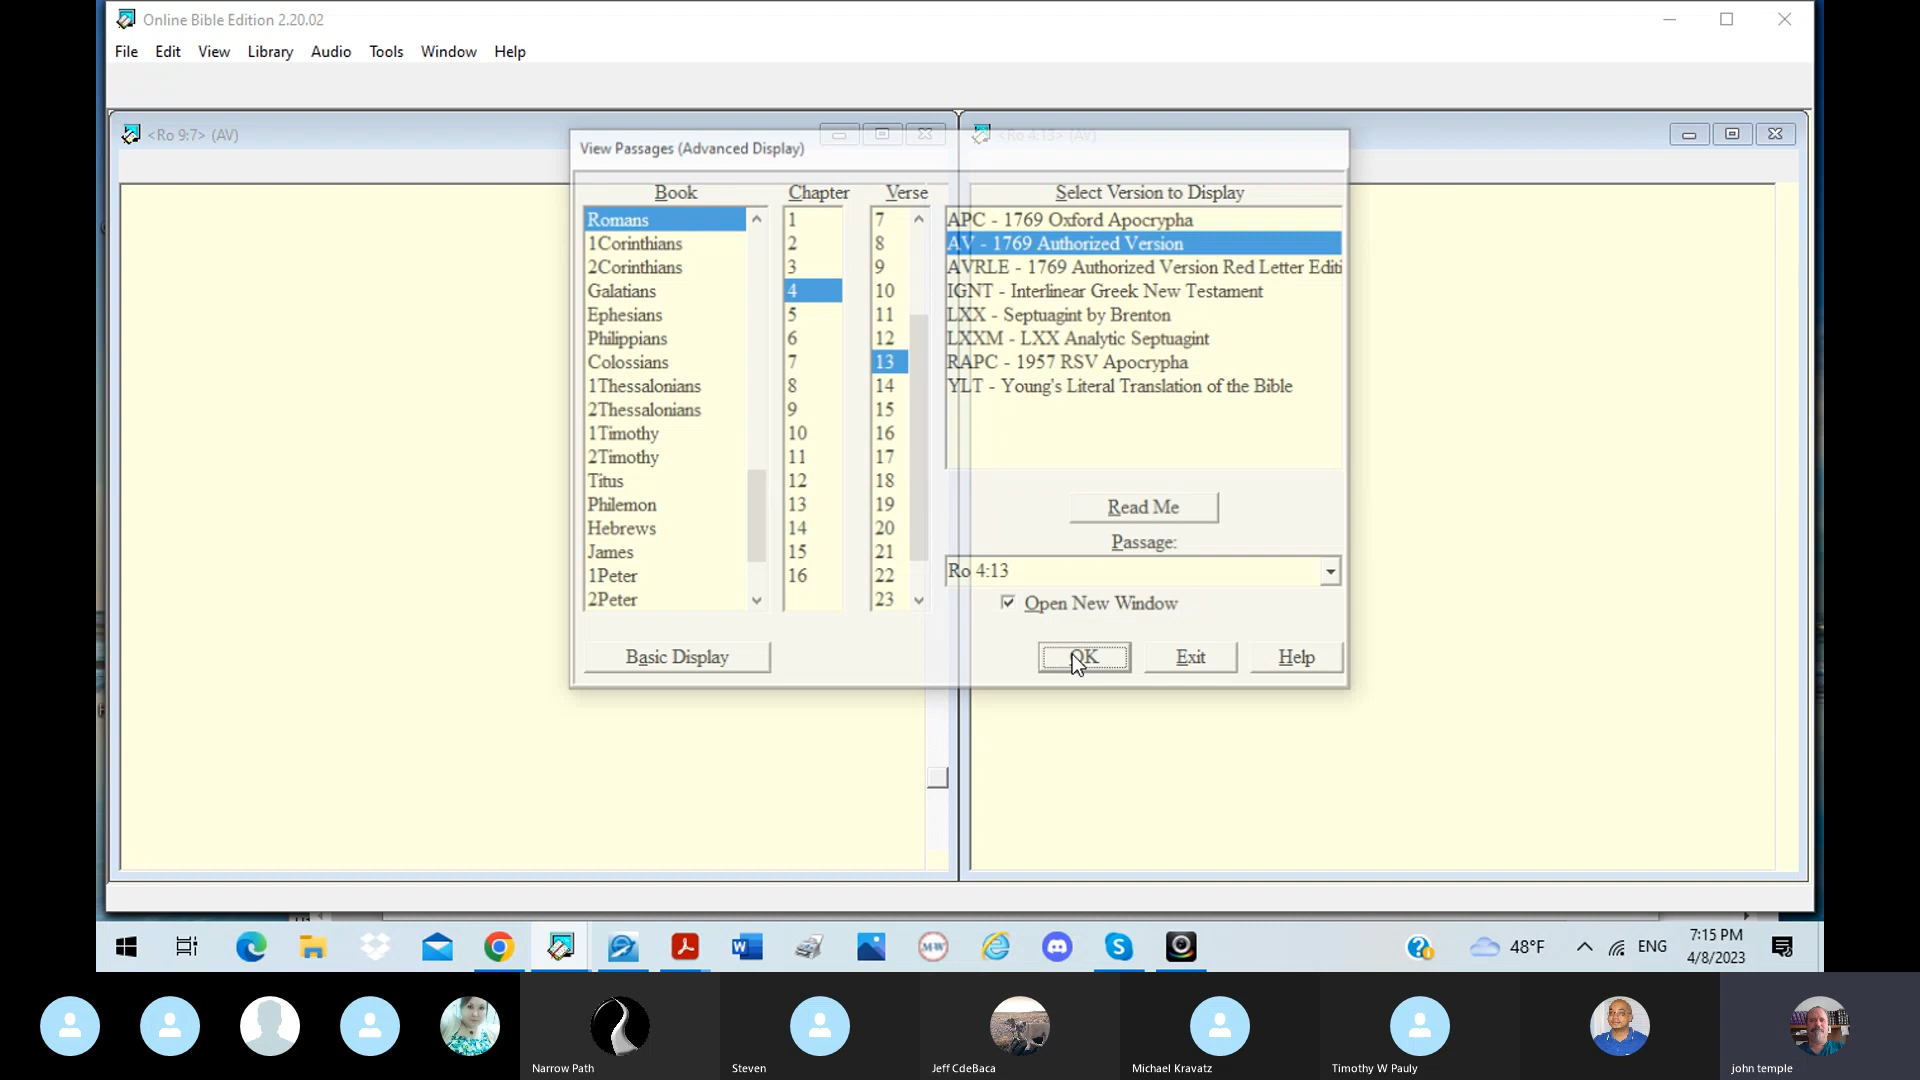 Online Bible Edition 2.20.02
File Edit View Library Audio Tools Window Help
<Ro 9:7> (AV)
<Ro 4:13> (AV)
View Passages (Advanced Display)
Book Chapter Verse Select Version to Display
Romans
1Corinthians
2Corinthians
Galatians
Ephesians
Philippians
Colossians
1Thessalonians
2Thessalonians
1Timothy
2Timothy
Titus
Philemon
Hebrews
James
1Peter
2Peter
1
2
3
4
5
6
7
8
9
10
11
12
13
14
15
16
7
8
9
10
11
12
13
14
15
16
17
18
19
20
21
22
23
APC - 1769 Oxford Apocrypha
AV - 1769 Authorized Version
AVRLE - 1769 Authorized Version Red Letter Editi
IGNT - Interlinear Greek New Testament
LXX - Septuagint by Brenton
LXXM - LXX Analytic Septuagint
RAPC - 1957 RSV Apocrypha
YLT - Young's Literal Translation of the Bible
Read Me
Passage:
Ro 4:13
Open New Window
Basic Display
OK Exit Help
MW
48°F ENG
7:15 PM
4/8/2023
Narrow Path
Steven
Jeff CdeBaca
Michael Kravatz
Timothy W Pauly
john temple